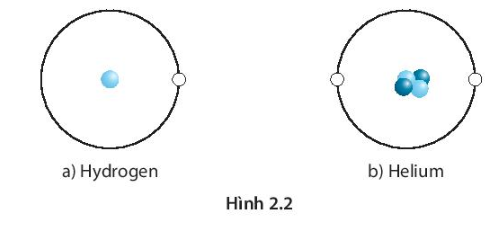 a) Hydrogen
b) Helium
Hình 2.2